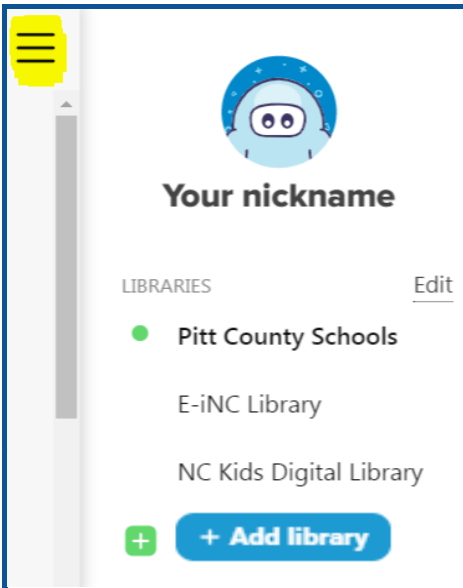 Your nickname
LIBRARIES Edit
Pitt County Schools
E-iNC Library
NC Kids Digital Library
+ Add library